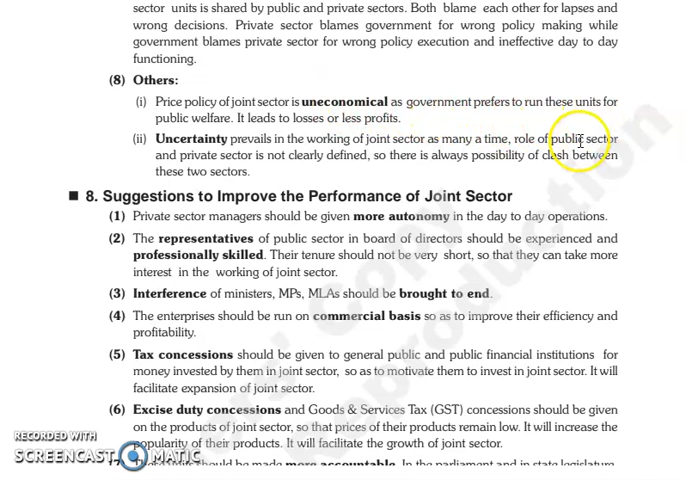 sector units is shared by public and private sectors. Both blame each other for lapses and
wrong decisions. Private sector blames government for wrong policy making while
government blames private sector for wrong policy execution and ineffective day to day
functioning.
(8) Others:
(i) Price policy of joint sector is uneconomical as government prefers to run these units for
public welfare. It leads to losses or less profits.
(ii) Uncertainty prevails in the working of joint sector as many a time, role of public sector
and private sector is not clearly defined, so there is always possibility of clash between
these two sectors.
■ 8. Suggestions to Improve the Performance of Joint Sector
(1) Private sector managers should be given more autonomy in the day to day operations.
(2) The representatives of public sector in board of directors should be experienced and
professionally skilled. Their tenure should not be very short, so that they can take more
interest in the working of joint sector.
(3) Interference of ministers, MPs, MLAs should be brought to end.
(4) The enterprises should be run on commercial basis so as to improve their efficiency and
profitability.
(5) Tax concessions should be given to general public and public financial institutions for
money invested by them in joint sector, so as to motivate them to invest in joint sector. It will
facilitate expansion of joint sector.
(6) Excise duty concessions and Goods & Services Tax (GST) concessions should be given
on the products of joint sector, so that prices of their products remain low. It will increase the
popularity of their products. It will facilitate the growth of joint sector.
should be made more accountable. In the parliament and in state legislature
RECORDED WITH
SCREENCAST MATIC
Copy
Reproduction